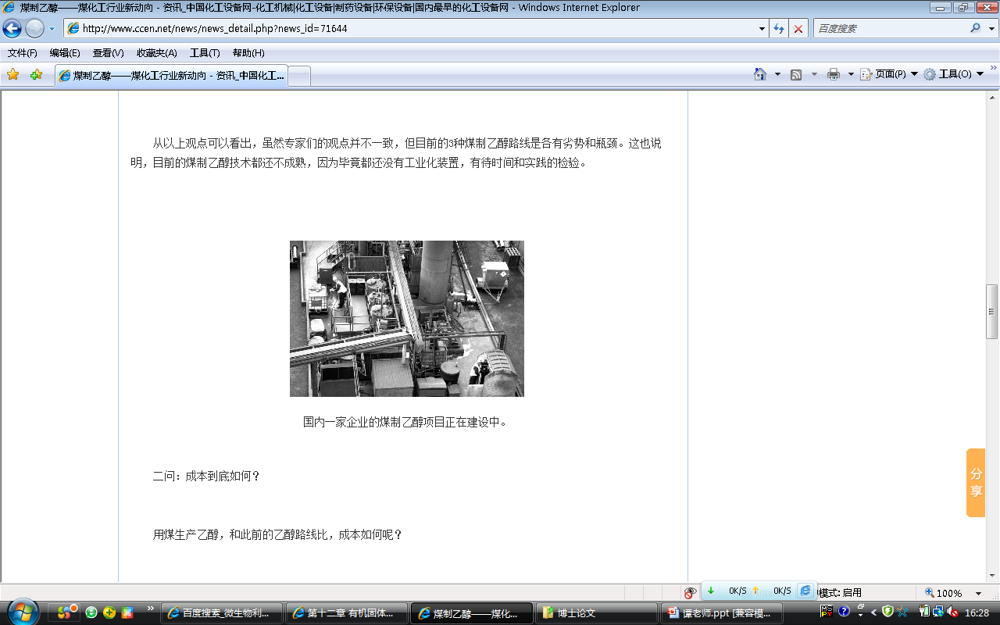 煤制乙醇——煤化工行业新动向 - 资讯_中国化工设备网-化工机械|化工设备|制药设备|环保设备|国内最早的化工设备网 - Windows Internet Explorer
http://www.ccen.net/news/news_detail.php?news_id=71644
百度搜索
文件(F) 编辑(E) 查看(V) 收藏夹(A) 工具(T) 帮助(H)
煤制乙醇——煤化工行业新动向 - 资讯_中国化工...
页面(P) 工具(O)
从以上观点可以看出，虽然专家们的观点并不一致，但目前的3种煤制乙醇路线是各有劣势和瓶颈。这也说
明，目前的煤制乙醇技术都还不成熟，因为毕竟都还没有工业化装置，有待时间和实践的检验。
国内一家企业的煤制乙醇项目正在建设中。
二问：成本到底如何？
用煤生产乙醇，和此前的乙醇路线比，成本如何呢？
分享
0K/S 0K/S 模式: 启用 100%
百度搜索_微生物利... 第十二章 有机固体... 煤制乙醇——煤化... 博士论文 谭老师.ppt [兼容模... 16:28